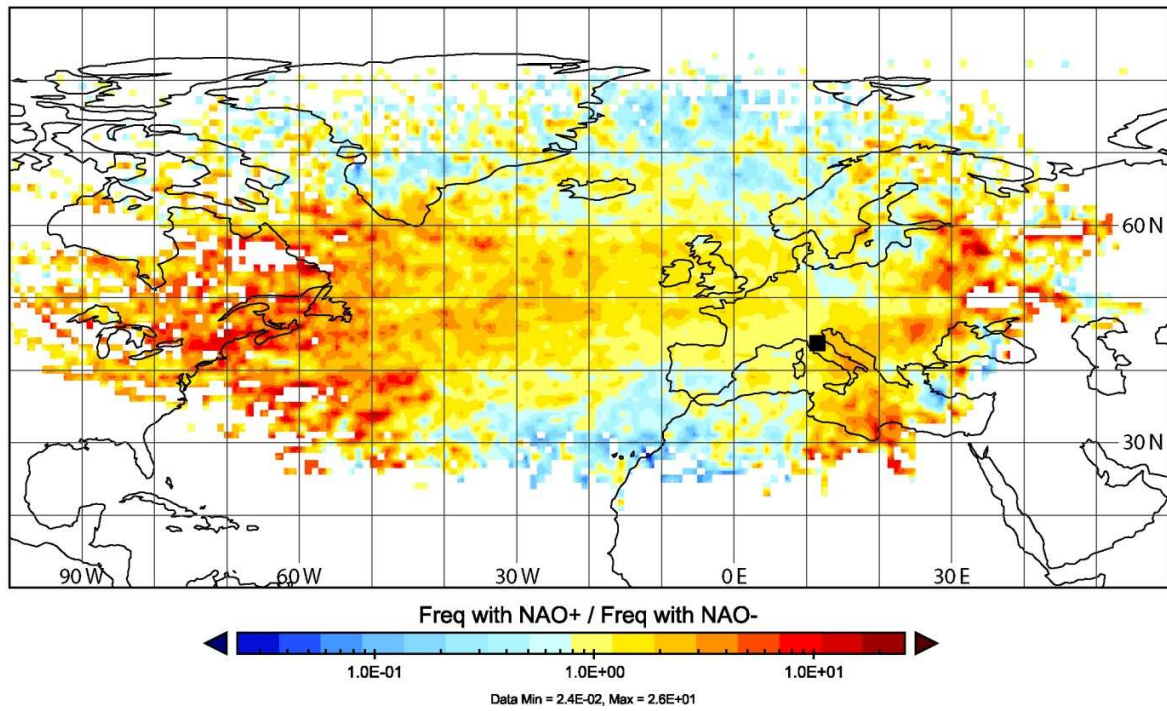 60 N
30 N
90 W 60 W 30 W 0 E 30 E
Freq with NAO+ / Freq with NAO-
1.0E-01 1.0E+00 1.0E+01
Data Min = 2.4E-02, Max = 2.6E+01